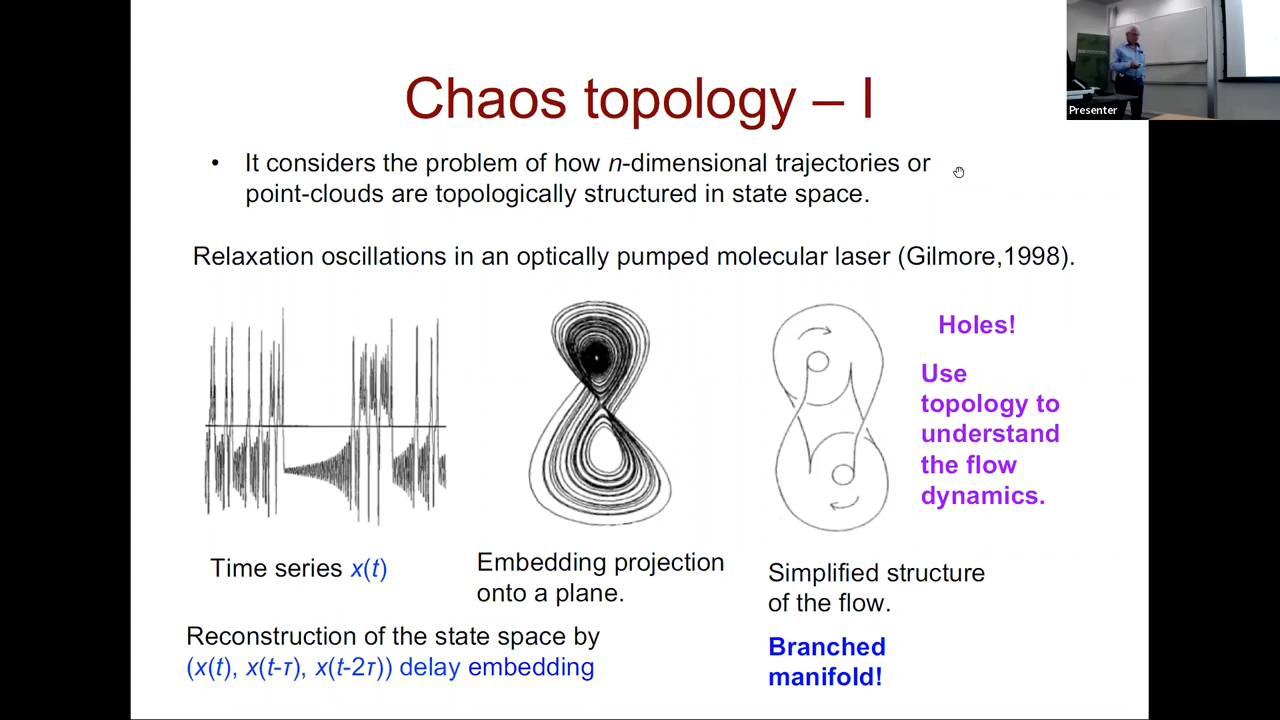 Chaos topology – I
Presenter
• It considers the problem of how n-dimensional trajectories or
point-clouds are topologically structured in state space.
Relaxation oscillations in an optically pumped molecular laser (Gilmore,1998).
Holes!
Use
topology to
understand
the flow
dynamics.
Time series x(t)
Embedding projection
onto a plane.
Simplified structure
of the flow.
Reconstruction of the state space by
(x(t), x(t-τ), x(t-2τ)) delay embedding
Branched
manifold!